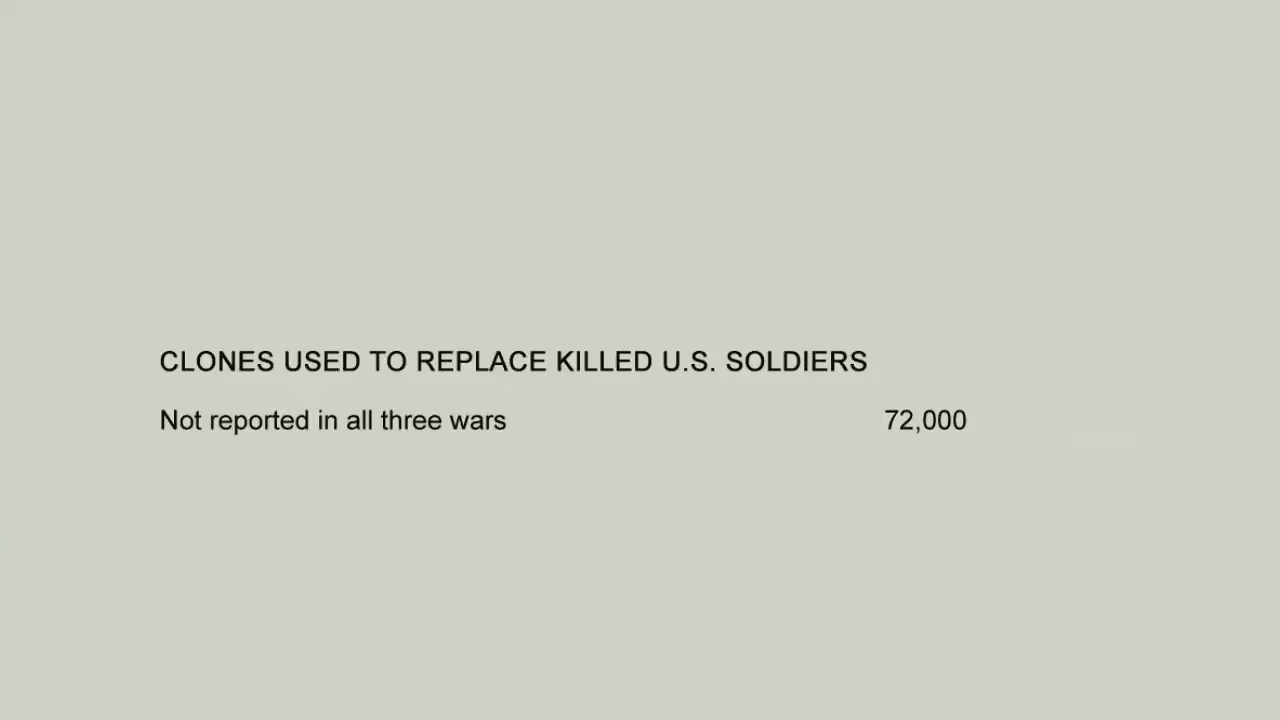 CLONES USED TO REPLACE KILLED U.S. SOLDIERS
Not reported in all three wars 72,000